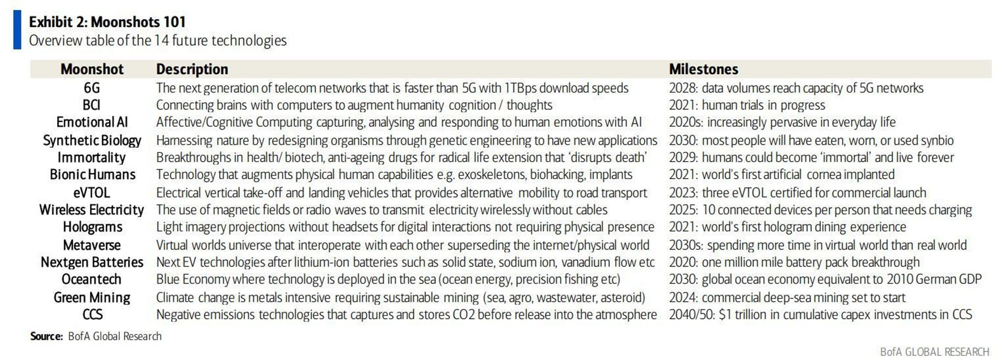 Exhibit 2: Moonshots 101
Overview table of the 14 future technologies
Moonshot Description Milestones
6G The next generation of telecom networks that is faster than 5G with 1TBps download speeds 2028: data volumes reach capacity of 5G networks
BCI Connecting brains with computers to augment humanity cognition / thoughts 2021: human trials in progress
Emotional AI Affective/Cognitive Computing capturing, analysing and responding to human emotions with AI 2020s: increasingly pervasive in everyday life
Synthetic Biology Harnessing nature by redesigning organisms through genetic engineering to have new applications 2030: most people will have eaten, worn, or used synbio
Immortality Breakthroughs in health/ biotech, anti-ageing drugs for radical life extension that ‘disrupts death’ 2029: humans could become ‘immortal’ and live forever
Bionic Humans Technology that augments physical human capabilities e.g. exoskeletons, biohacking, implants 2021: world's first artificial cornea implanted
eVTOL Electrical vertical take-off and landing vehicles that provides alternative mobility to road transport 2023: three eVTOL certified for commercial launch
Wireless Electricity The use of magnetic fields or radio waves to transmit electricity wirelessly without cables 2025: 10 connected devices per person that needs charging
Holograms Light imagery projections without headsets for digital interactions not requiring physical presence 2021: world's first hologram dining experience
Metaverse Virtual worlds universe that interoperate with each other superseding the internet/physical world 2030s: spending more time in virtual world than real world
Nextgen Batteries Next EV technologies after lithium-ion batteries such as solid state, sodium ion, vanadium flow etc 2020: one million mile battery pack breakthrough
Oceantech Blue Economy where technology is deployed in the sea (ocean energy, precision fishing etc) 2030: global ocean economy equivalent to 2010 German GDP
Green Mining Climate change is metals intensive requiring sustainable mining (sea, agro, wastewater, asteroid) 2024: commercial deep-sea mining set to start
CCS Negative emissions technologies that captures and stores CO2 before release into the atmosphere 2040/50: $1 trillion in cumulative capex investments in CCS
Source: BofA Global Research
BofA GLOBAL RESEARCH